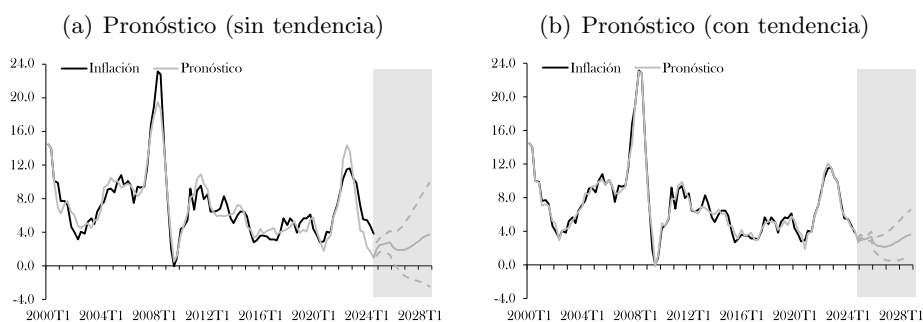 (a) Pronóstico (sin tendencia)
24.0
20.0
16.0
12.0
8.0
4.0
0.0
-4.0
Inflación
Pronóstico
2000T1 2004T1 2008T1 2012T1 2016T1 2020T1 2024T1 2028T1
(b) Pronóstico (con tendencia)
24.0
20.0
16.0
12.0
8.0
4.0
0.0
-4.0
Inflación
Pronóstico
2000T1 2004T1 2008T1 2012T1 2016T1 2020T1 2024T1 2028T1